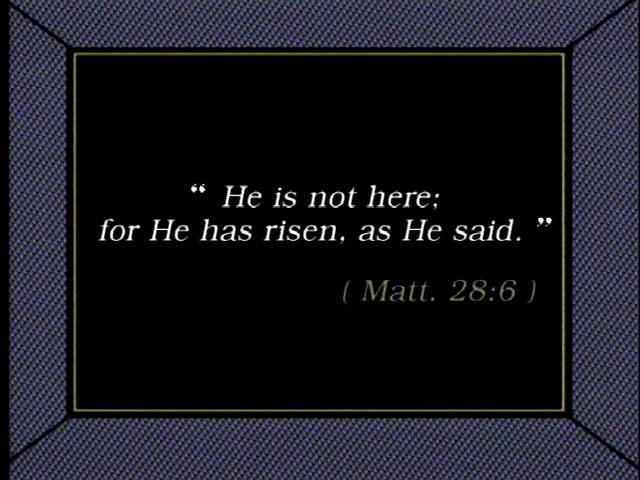 “ He is not here;
for He has risen, as He said. ”
( Matt. 28:6 )